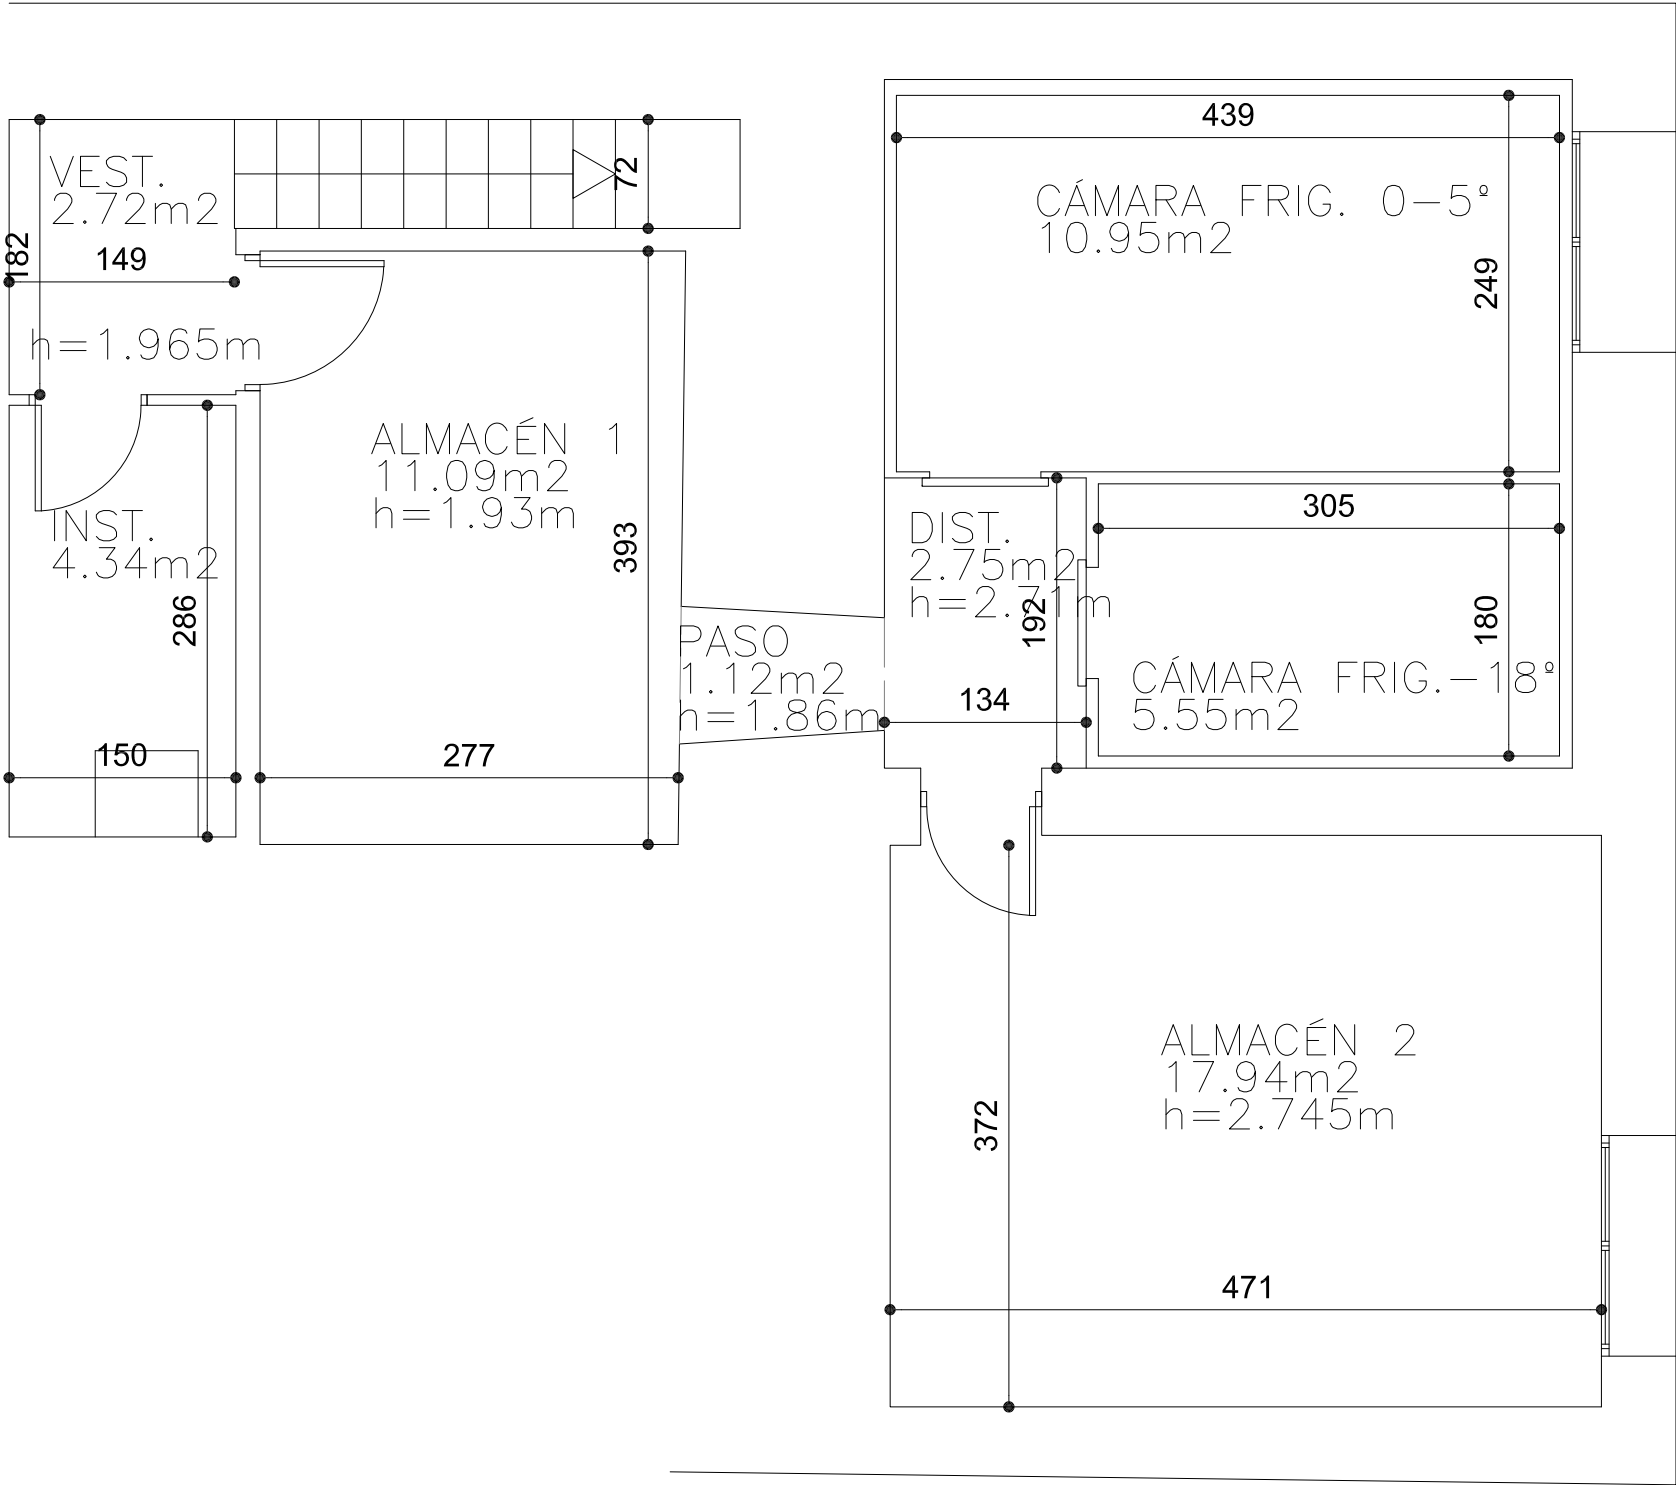 439
72
VEST.
2.72m2
CÁMARA FRIG. 0-5º
10.95m2
182
149
249
h=1.965m
ALMACÉN 1
11.09m2
h=1.93m
INST.
4.34m2
393
286
305
DIST.
2.75m2
h=2.71m
192
180
PASO
1.12m2
h=1.86m
CÁMARA FRIG.-18º
5.55m2
134
150
277
ALMACÉN 2
17.94m2
h=2.745m
372
471